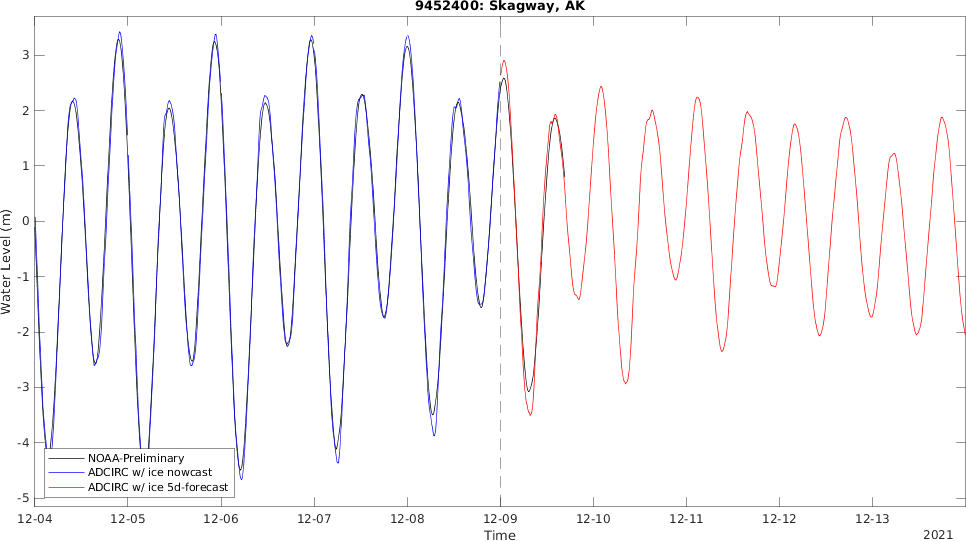 9452400: Skagway, AK
Water Level (m)
3
2
1
0
-1
-2
-3
-4
-5
NOAA-Preliminary
ADCIRC w/ ice nowcast
ADCIRC w/ ice 5d-forecast
12-04 12-05 12-06 12-07 12-08 12-09 12-10 12-11 12-12 12-13
Time
2021